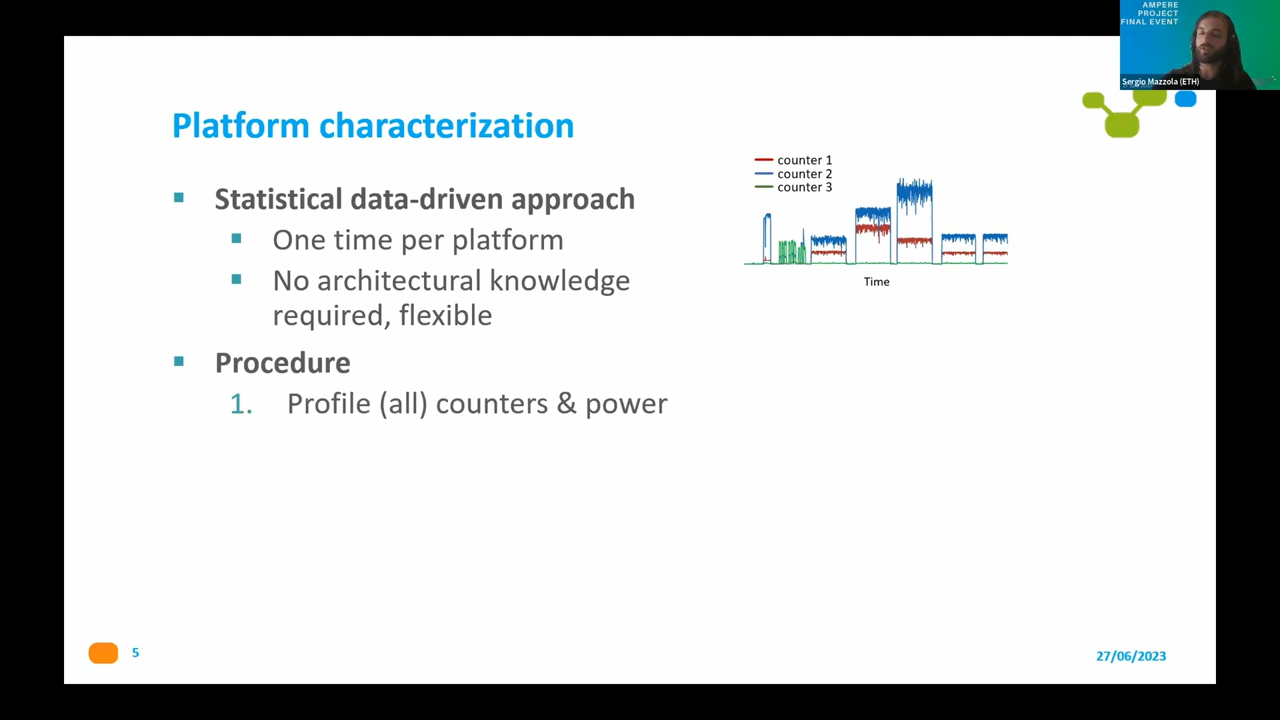 AMPERE
PROJECT
FINAL EVENT
Sergio Mazzola (ETH)
Platform characterization
Statistical data-driven approach
One time per platform
No architectural knowledge
required, flexible
Procedure
1. Profile (all) counters & power
counter 1
counter 2
counter 3
Time
5
27/06/2023